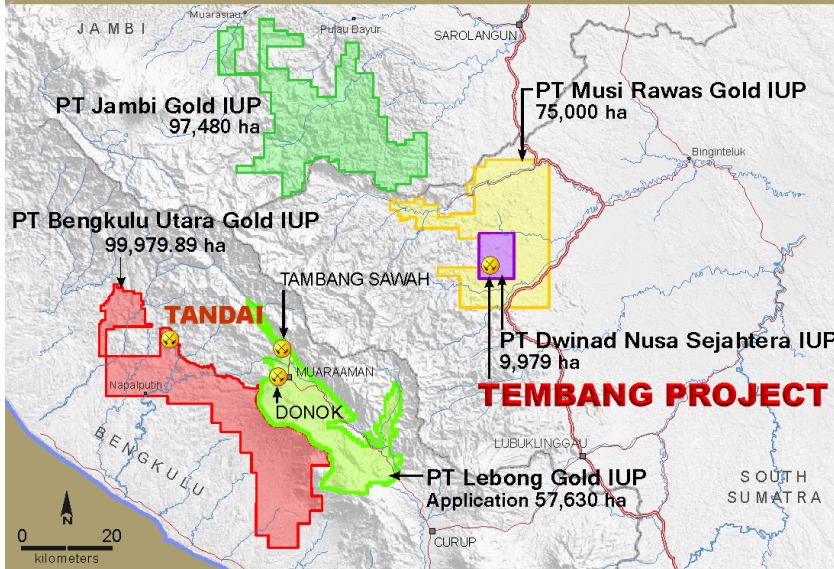 Muarasiau
JAMBI
Pulau Bayur
SAROLANGUN
PT Jambi Gold IUP
97,480 ha
PT Musi Rawas Gold IUP
75,000 ha
Binginteluk
PT Bengkulu Utara Gold IUP
99,979.89 ha
TAMBANG SAWAH
TANDAI
PT Dwinad Nusa Sejahtera IUP
9,979 ha
MUARAAMAN
Napalputih
TEMBANG PROJECT
DONOK
BENGKULU
LUBUKLINGGAU
PT Lebong Gold IUP
Application 57,630 ha
SOUTH
SUMATRA
N
0 20
kilometers
CURUP